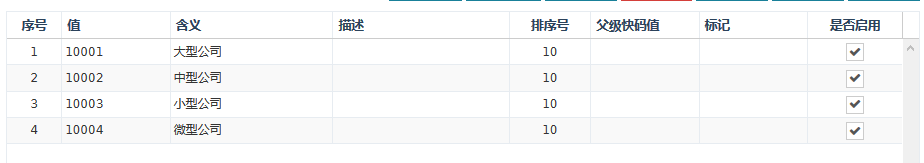 序号 值 含义 描述 排序号 父级快码值 标记 是否启用
1 10001 大型公司 10
2 10002 中型公司 10
3 10003 小型公司 10
4 10004 微型公司 10